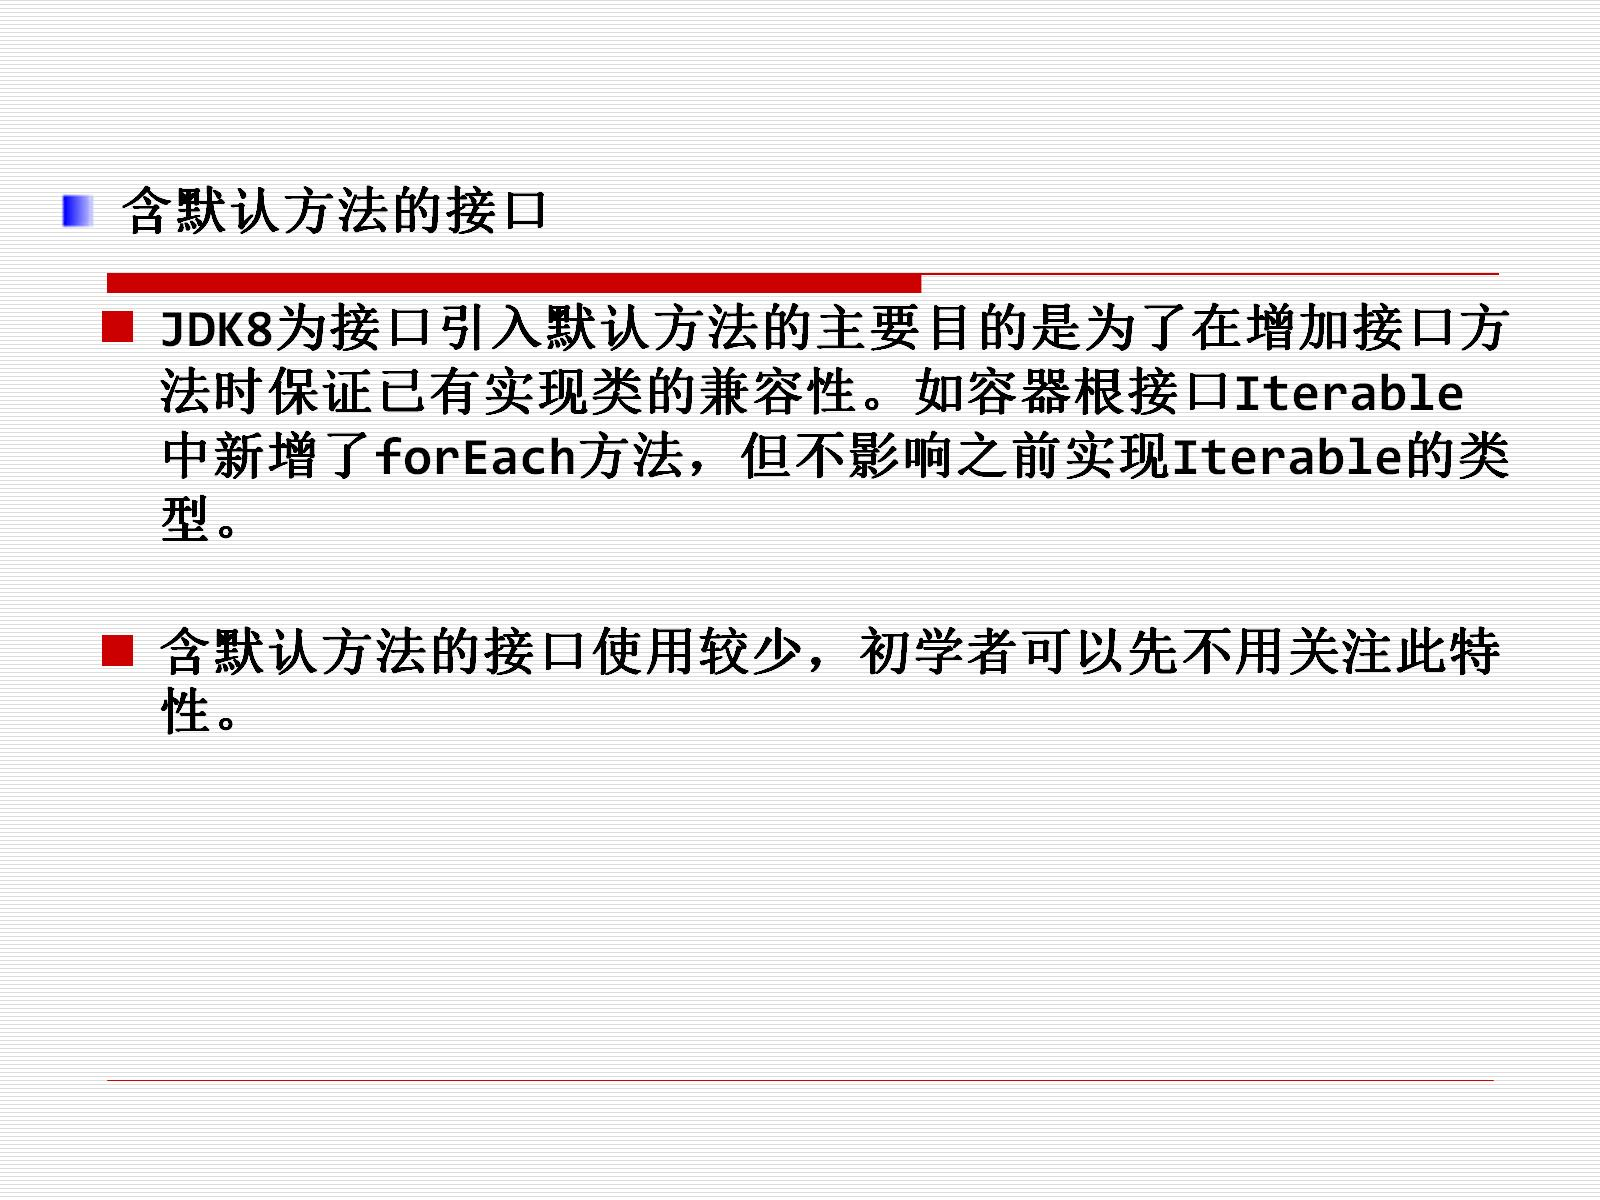 含默认方法的接口
JDK8为接口引入默认方法的主要目的是为了在增加接口方
法时保证已有实现类的兼容性。如容器根接口Iterable
中新增了forEach方法，但不影响之前实现Iterable的类
型。
含默认方法的接口使用较少，初学者可以先不用关注此特
性。